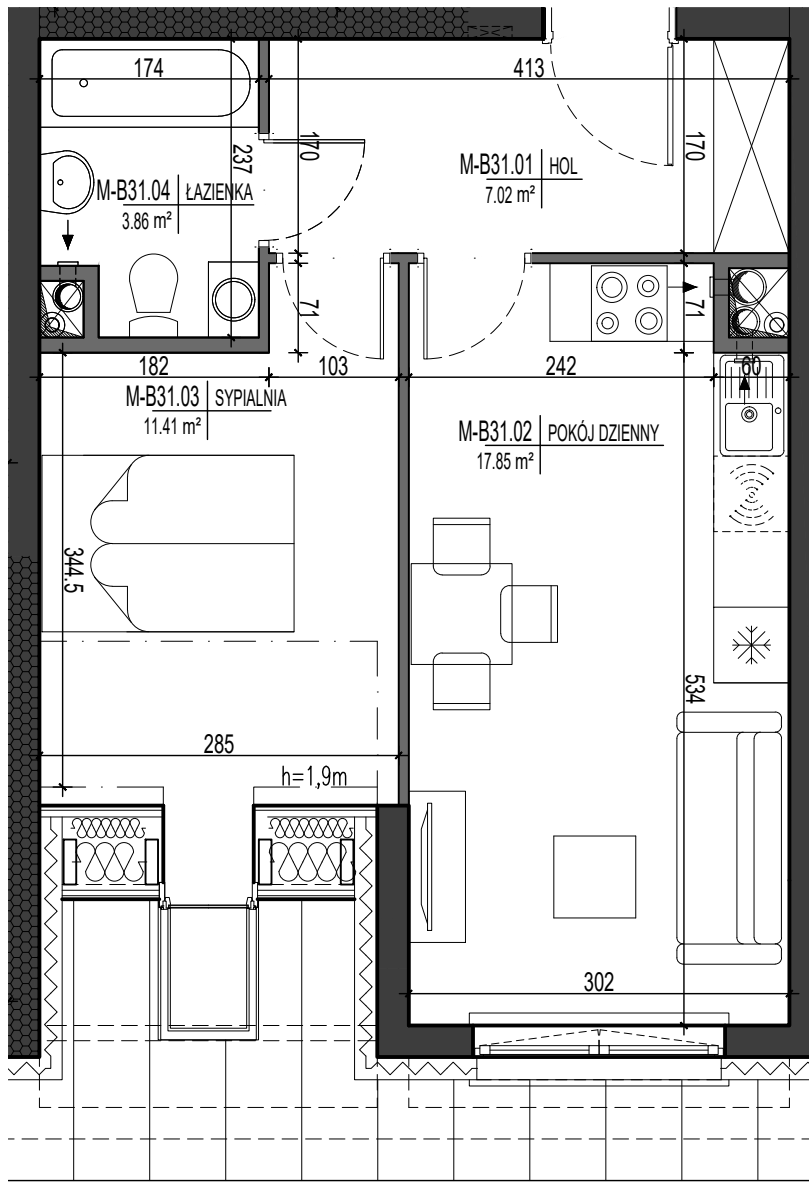 174
413
237
170
170
M-B31.04 ŁAZIENKA
3.86 m²
M-B31.01 HOL
7.02 m²
71
71
182
103
242
60
M-B31.03 SYPIALNIA
11.41 m²
M-B31.02 POKÓJ DZIENNY
17.85 m²
344.5
534
285
h=1,9m
302